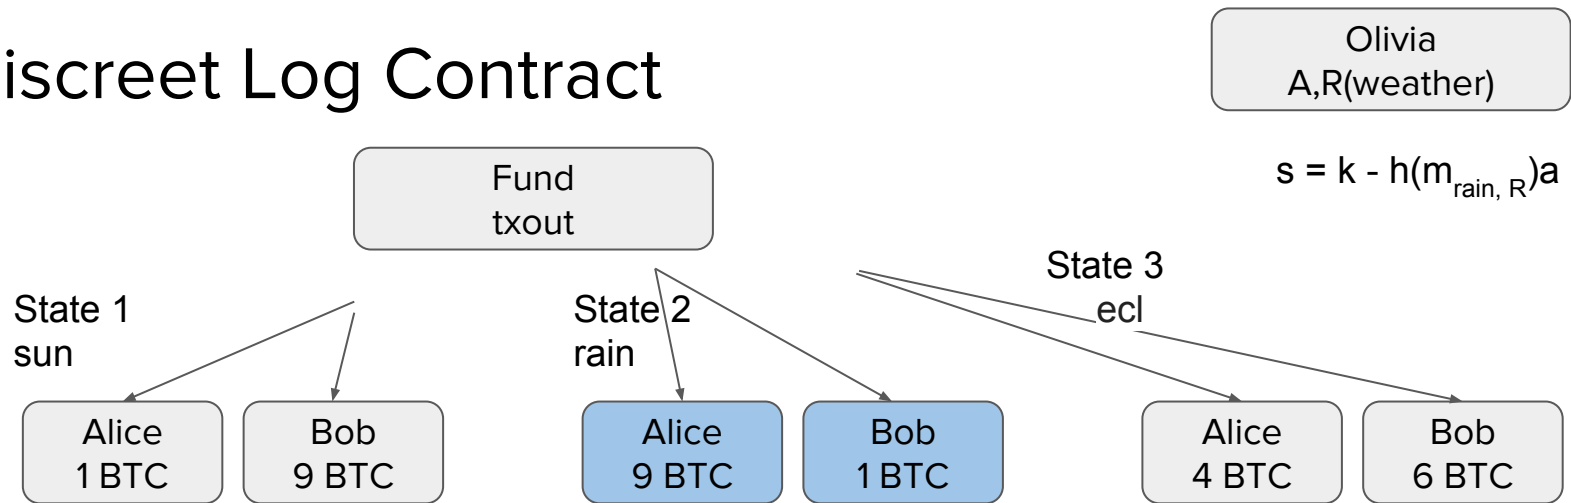 iscreet Log Contract
Olivia
A,R(weather)
s = k - h(m_rain, R)a
Fund
txout
State 1
sun
State 2
rain
State 3
ecl
Alice
1 BTC
Bob
9 BTC
Alice
9 BTC
Bob
1 BTC
Alice
4 BTC
Bob
6 BTC